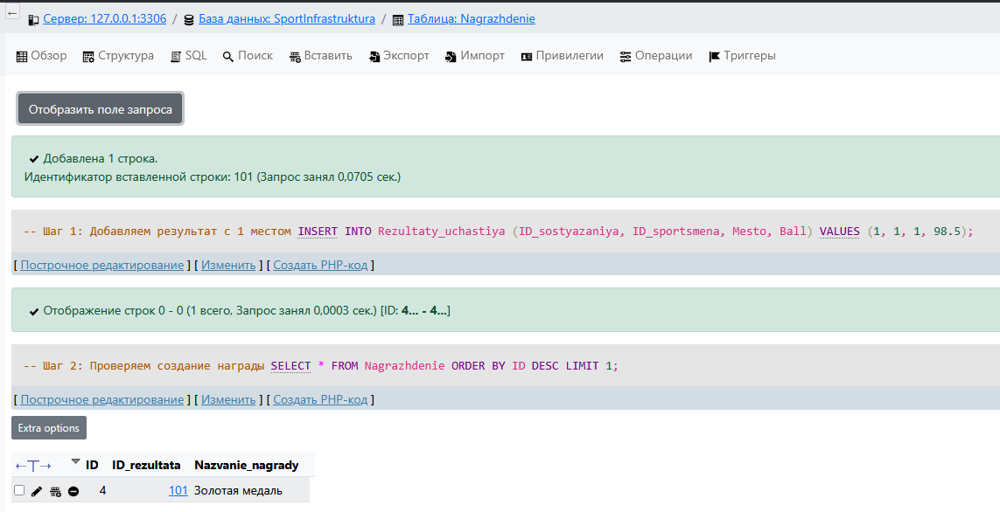 ←
Сервер: 127.0.0.1:3306 / База данных: SportInfrastruktura / Таблица: Nagrazhdenie
Обзор Структура SQL Поиск Вставить Экспорт Импорт Привилегии Операции Триггеры
Отобразить поле запроса
Добавлена 1 строка.
Идентификатор вставленной строки: 101 (Запрос занял 0,0705 сек.)
-- Шаг 1: Добавляем результат с 1 местом INSERT INTO Rezultaty_uchastiya (ID_sostyazaniya, ID_sportsmena, Mesto, Ball) VALUES (1, 1, 1, 98.5);
[ Построчное редактирование ] [ Изменить ] [ Создать PHP-код ]
Отображение строк 0 - 0 (1 всего, Запрос занял 0,0003 сек.) [ID: 4... - 4...]
-- Шаг 2: Проверяем создание награды SELECT * FROM Nagrazhdenie ORDER BY ID DESC LIMIT 1;
[ Построчное редактирование ] [ Изменить ] [ Создать PHP-код ]
Extra options
←T→ ID ID_rezultata Nazvanie_nagrady
4 101 Золотая медаль